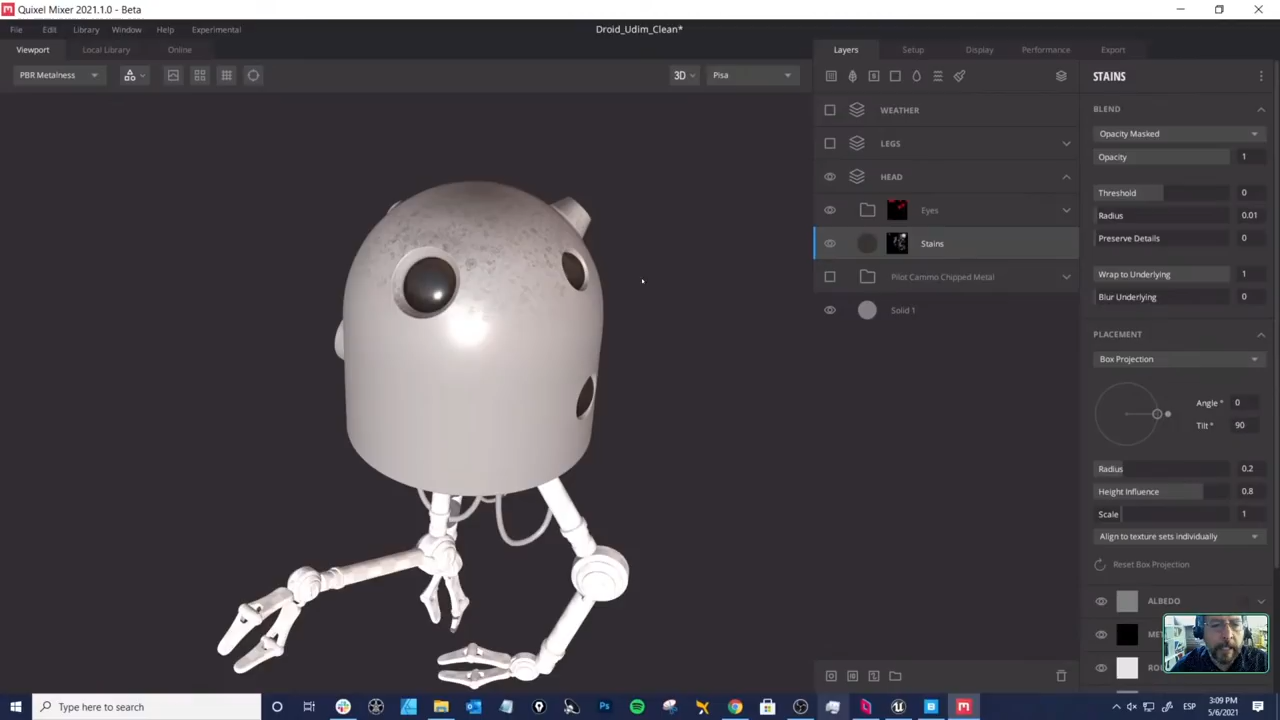 Quixel Mixer 2021.1.0 - Beta
File Edit Library Window Help Experimental
Droid_Udim_Clean*
Viewport Local Library Online
Layers Setup Display Performance Export
PBR Metalness
3D
Pisa
STAINS
WEATHER
LEGS
HEAD
Eyes
Stains
Pilot Cammo Chipped Metal
Solid 1
BLEND
Opacity Masked
Opacity 1
Threshold 0
Radius 0.01
Preserve Details 0
Wrap to Underlying 1
Blur Underlying 0
PLACEMENT
Box Projection
Angle ° 0
Tilt ° 90
Radius 0.2
Height Influence 0.8
Scale 1
Align to texture sets individually
Reset Box Projection
ALBEDO
Type here to search
ESP
3:09 PM
5/6/2021